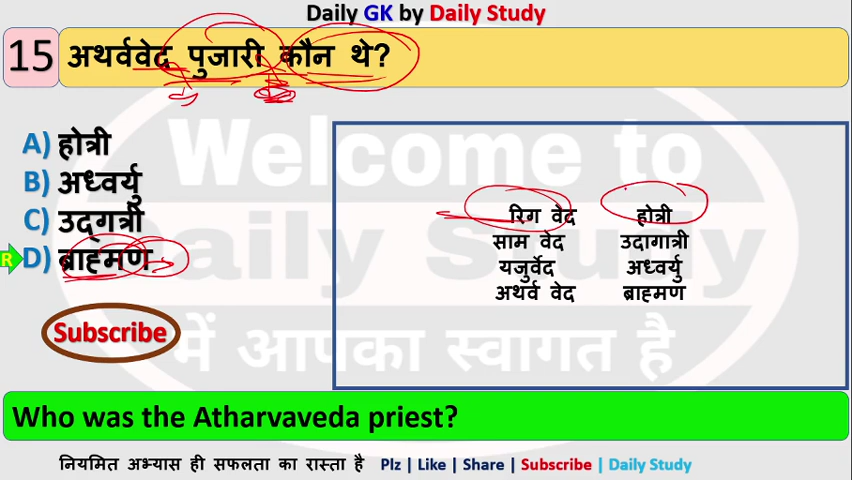 Daily GK by Daily Study
15 अथर्ववेद पुजारी कौन थे?
A) होत्री
B) अध्वर्यु
C) उद्गत्री
R D) ब्राह्मण
Welcome to
Daily Study
में आपका स्वागत है
रिग वेद होत्री
साम वेद उदागात्री
यजुर्वेद अध्वर्यु
अथर्व वेद ब्राह्मण
Subscribe
Who was the Atharvaveda priest?
नियमित अभ्यास ही सफलता का रास्ता है Plz | Like | Share | Subscribe | Daily Study